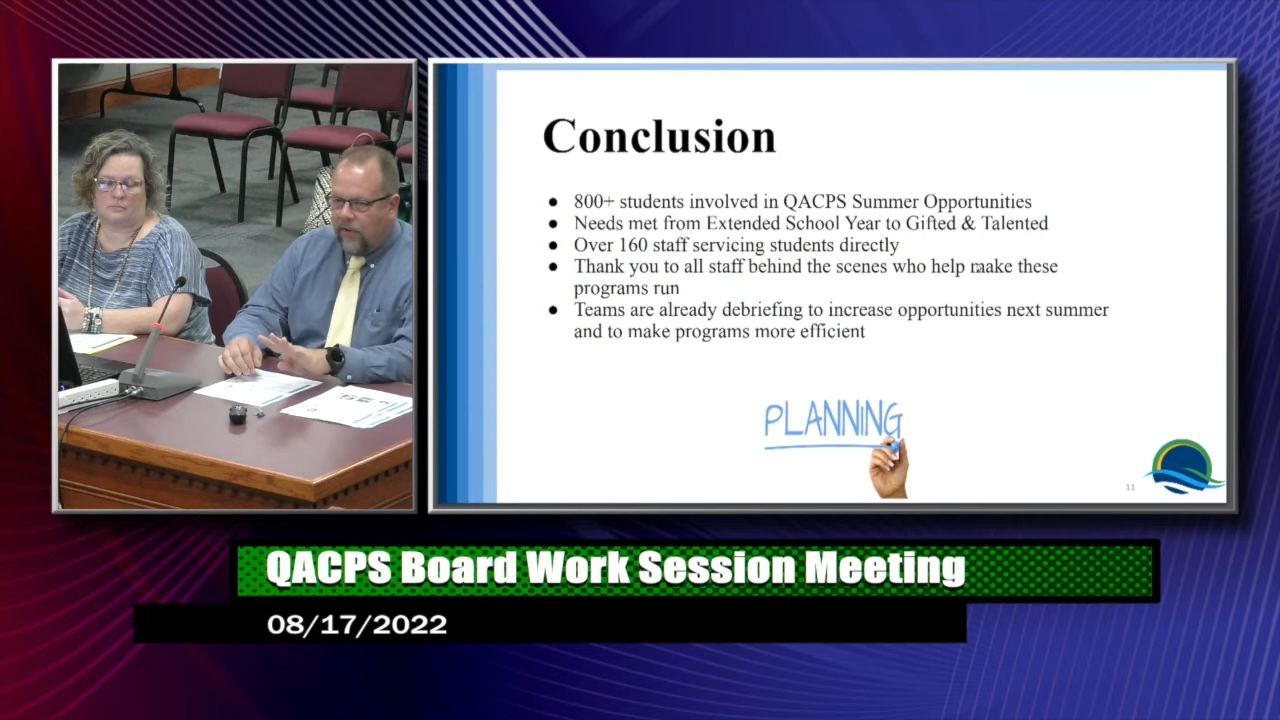 Conclusion
● 800+ students involved in QACPS Summer Opportunities
● Needs met from Extended School Year to Gifted & Talented
● Over 160 staff servicing students directly
● Thank you to all staff behind the scenes who help make these
programs run
● Teams are already debriefing to increase opportunities next summer
and to make programs more efficient
PLANNING
11
QACPS Board Work Session Meeting
08/17/2022